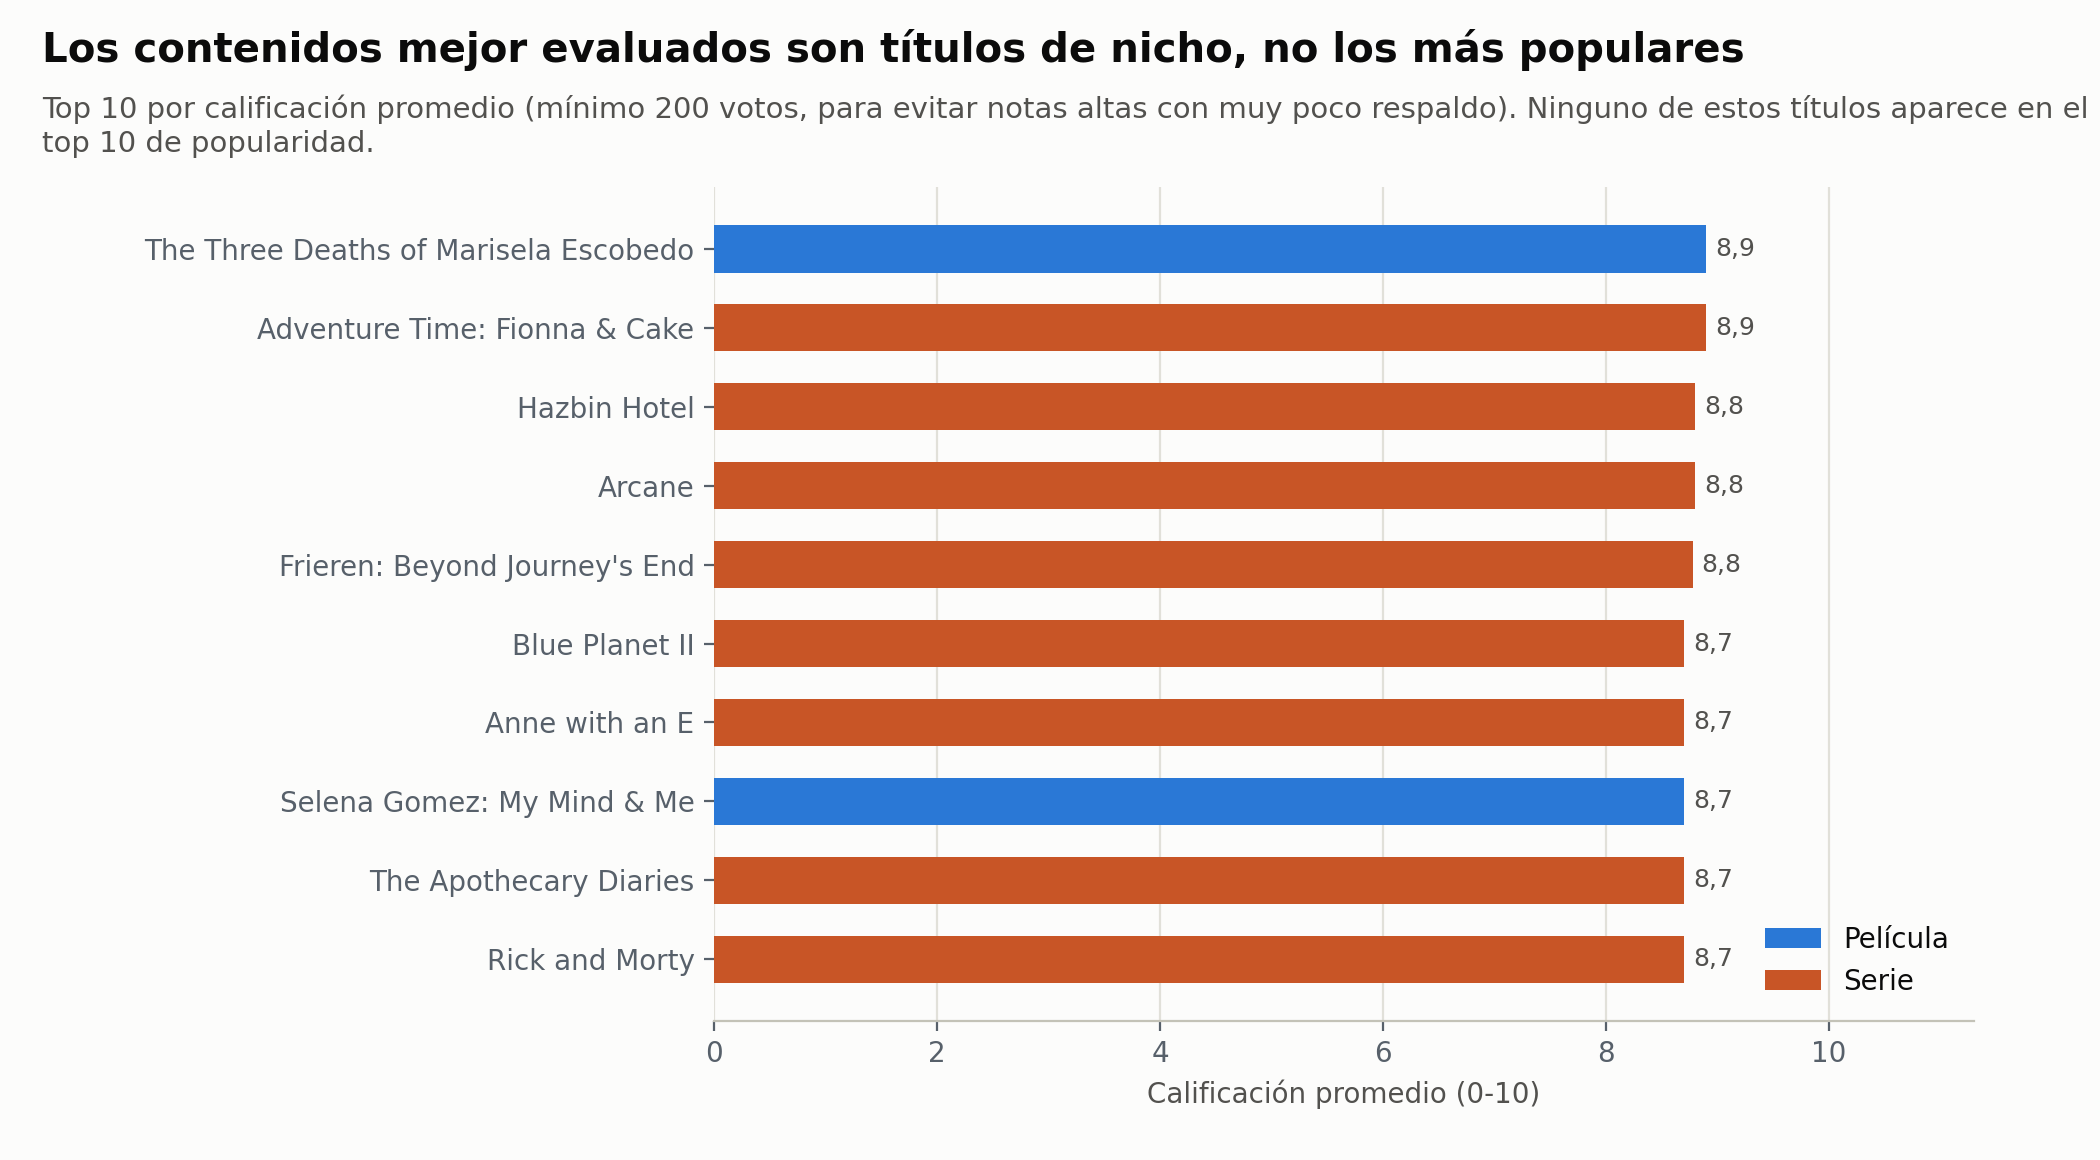 Los contenidos mejor evaluados son títulos de nicho, no los más populares
Top 10 por calificación promedio (mínimo 200 votos, para evitar notas altas con muy poco respaldo). Ninguno de estos títulos aparece en el
top 10 de popularidad.
The Three Deaths of Marisela Escobedo 8,9
Adventure Time: Fionna & Cake 8,9
Hazbin Hotel 8,8
Arcane 8,8
Frieren: Beyond Journey's End 8,8
Blue Planet II 8,7
Anne with an E 8,7
Selena Gomez: My Mind & Me 8,7
The Apothecary Diaries 8,7
Rick and Morty 8,7
Película
Serie
0 2 4 6 8 10
Calificación promedio (0-10)